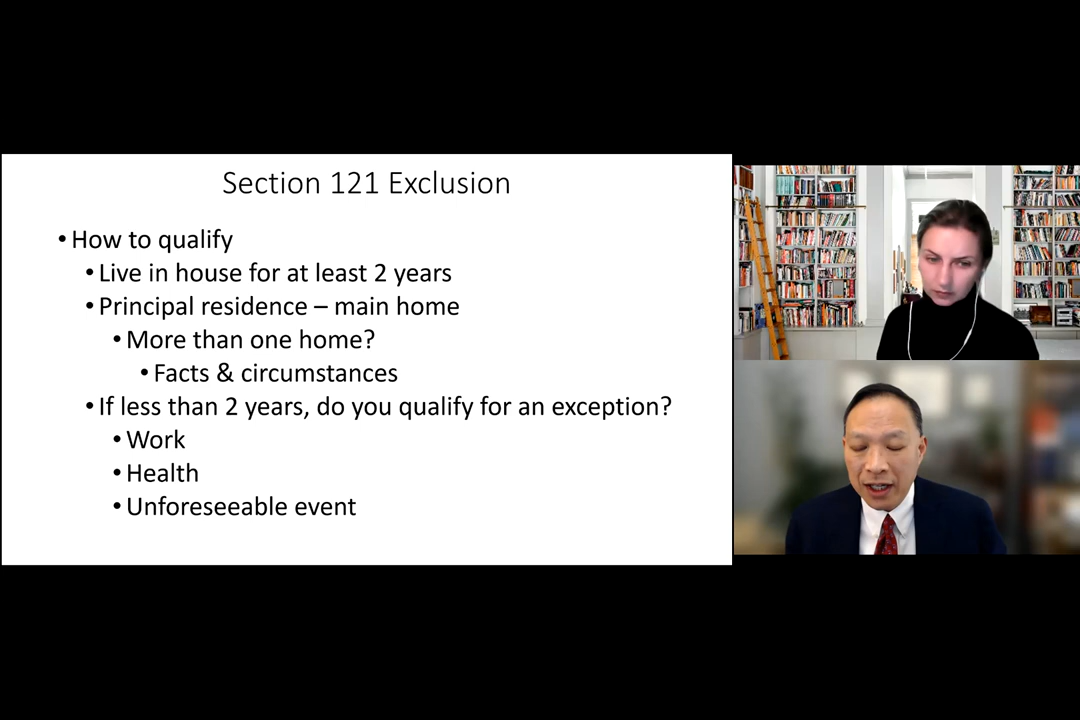 Section 121 Exclusion
• How to qualify
• Live in house for at least 2 years
• Principal residence – main home
• More than one home?
• Facts & circumstances
• If less than 2 years, do you qualify for an exception?
• Work
• Health
• Unforeseeable event